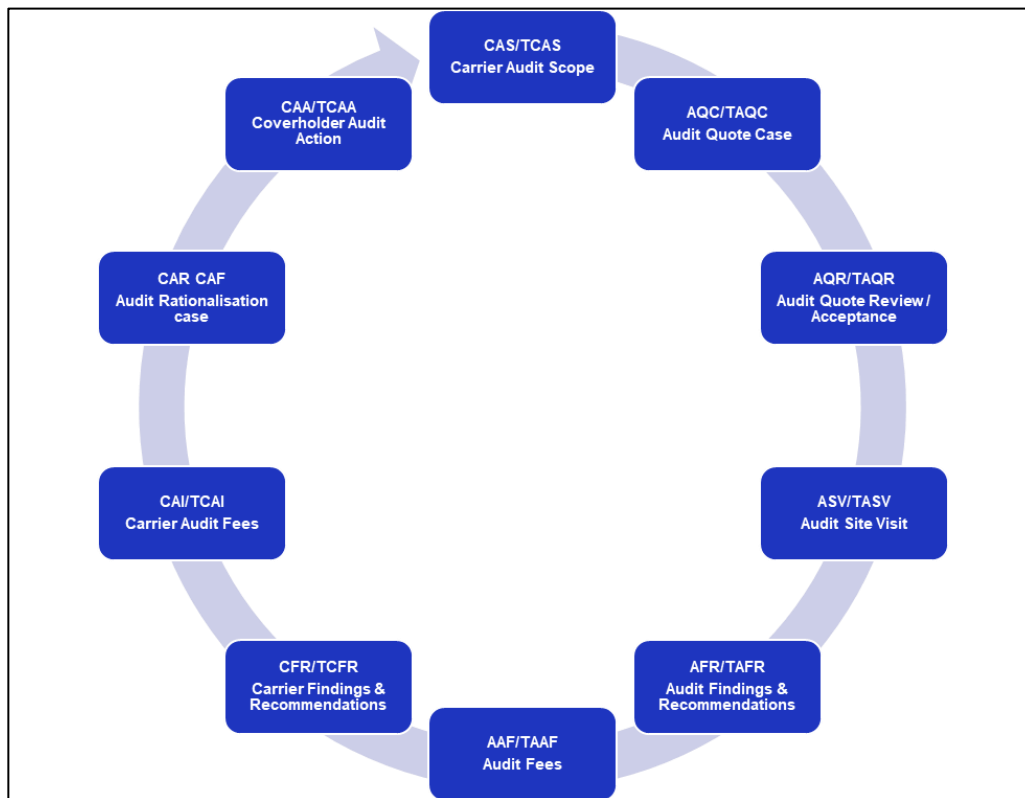 CAS/TCAS
Carrier Audit Scope
AQC/TAQC
Audit Quote Case
AQR/TAQR
Audit Quote Review /
Acceptance
ASV/TASV
Audit Site Visit
AFR/TAFR
Audit Findings &
Recommendations
AAF/TAAF
Audit Fees
CFR/TCFR
Carrier Findings &
Recommendations
CAI/TCAI
Carrier Audit Fees
CAR CAF
Audit Rationalisation
case
CAA/TCAA
Coverholder Audit
Action